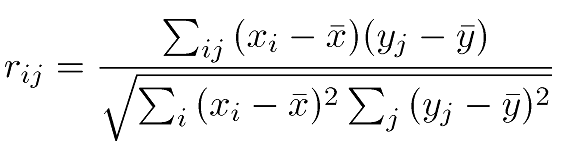 r_{ij} = \frac{\sum_{ij} (x_i - \bar{x})(y_j - \bar{y})}{\sqrt{\sum_i (x_i - \bar{x})^2 \sum_j (y_j - \bar{y})^2}}